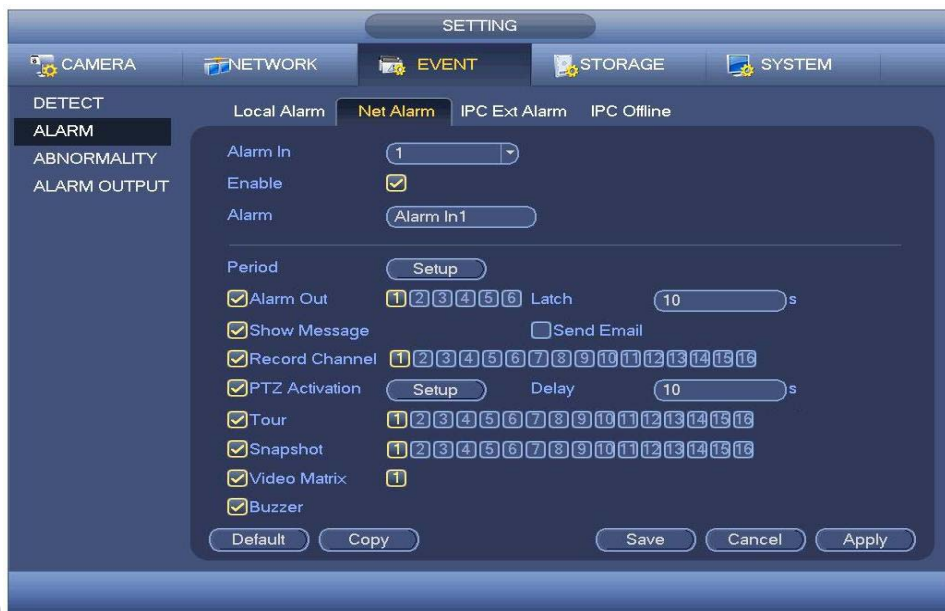 SETTING
CAMERA NETWORK EVENT STORAGE SYSTEM
DETECT
ALARM
ABNORMALITY
ALARM OUTPUT
Local Alarm Net Alarm IPC Ext Alarm IPC Offline
Alarm In 1
Enable
Alarm Alarm In1
Period Setup
Alarm Out 1 2 3 4 5 6 Latch 10 s
Show Message Send Email
Record Channel 1 2 3 4 5 6 7 8 9 10 11 12 13 14 15 16
PTZ Activation Setup Delay 10 s
Tour 1 2 3 4 5 6 7 8 9 10 11 12 13 14 15 16
Snapshot 1 2 3 4 5 6 7 8 9 10 11 12 13 14 15 16
Video Matrix 1
Buzzer
Default Copy Save Cancel Apply